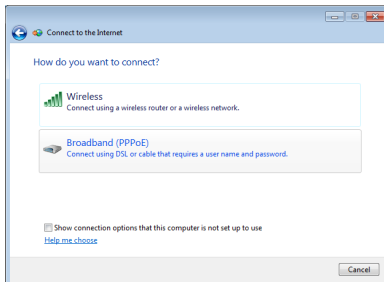 Connect to the Internet
How do you want to connect?
Wireless
Connect using a wireless router or a wireless network.
Broadband (PPPoE)
Connect using DSL or cable that requires a user name and password.
Show connection options that this computer is not set up to use
Help me choose
Cancel